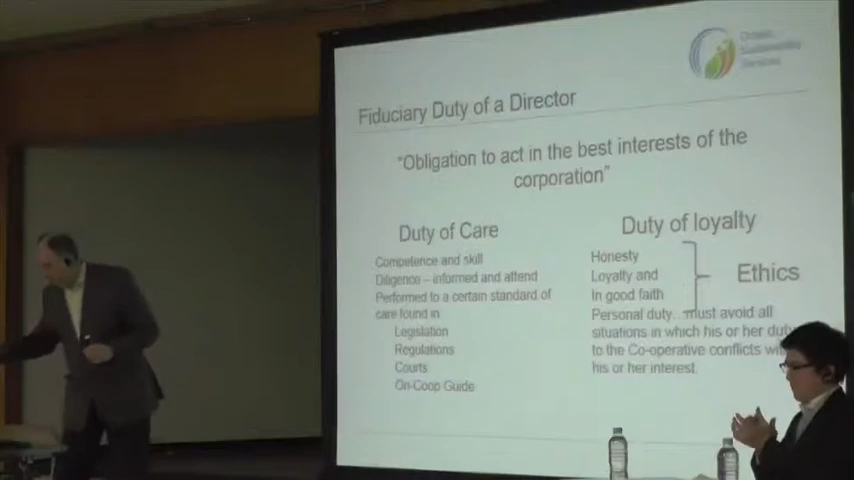 Ontario
Sustainability
Services
Fiduciary Duty of a Director
“Obligation to act in the best interests of the
corporation”
Duty of Care
Competence and skill
Diligence – informed and attend
Performed to a certain standard of
care found in
Legislation
Regulations
Courts
On-Coop Guide
Duty of loyalty
Honesty
Loyalty and
In good faith
Ethics
Personal duty…must avoid all
situations in which his or her duty
to the Co-operative conflicts
his or her interest.